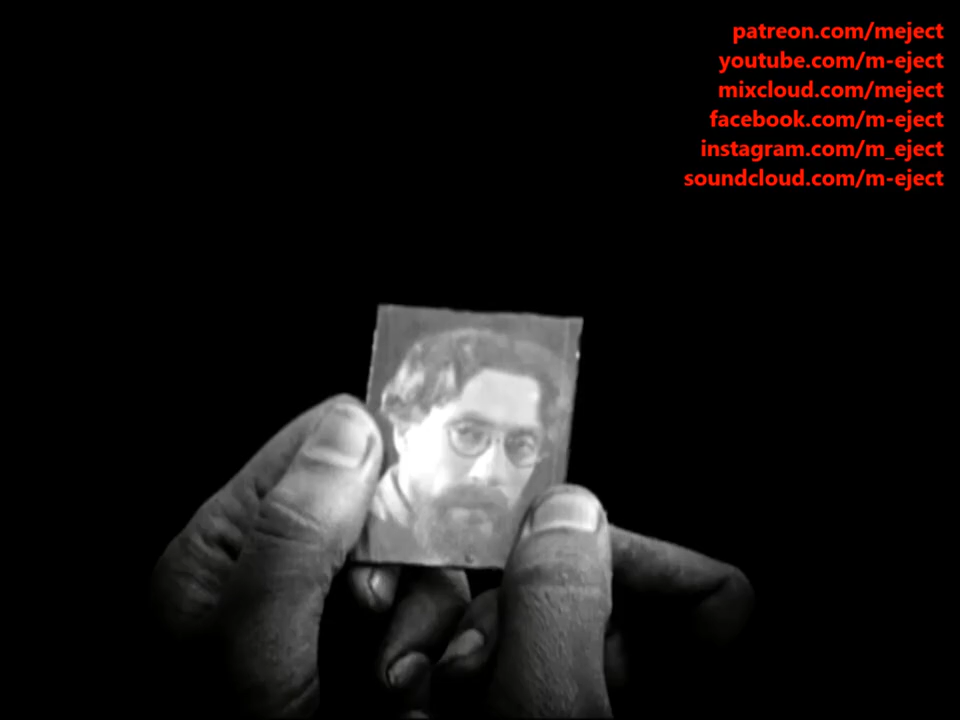 patreon.com/meject
youtube.com/m-eject
mixcloud.com/meject
facebook.com/m-eject
instagram.com/m_eject
soundcloud.com/m-eject